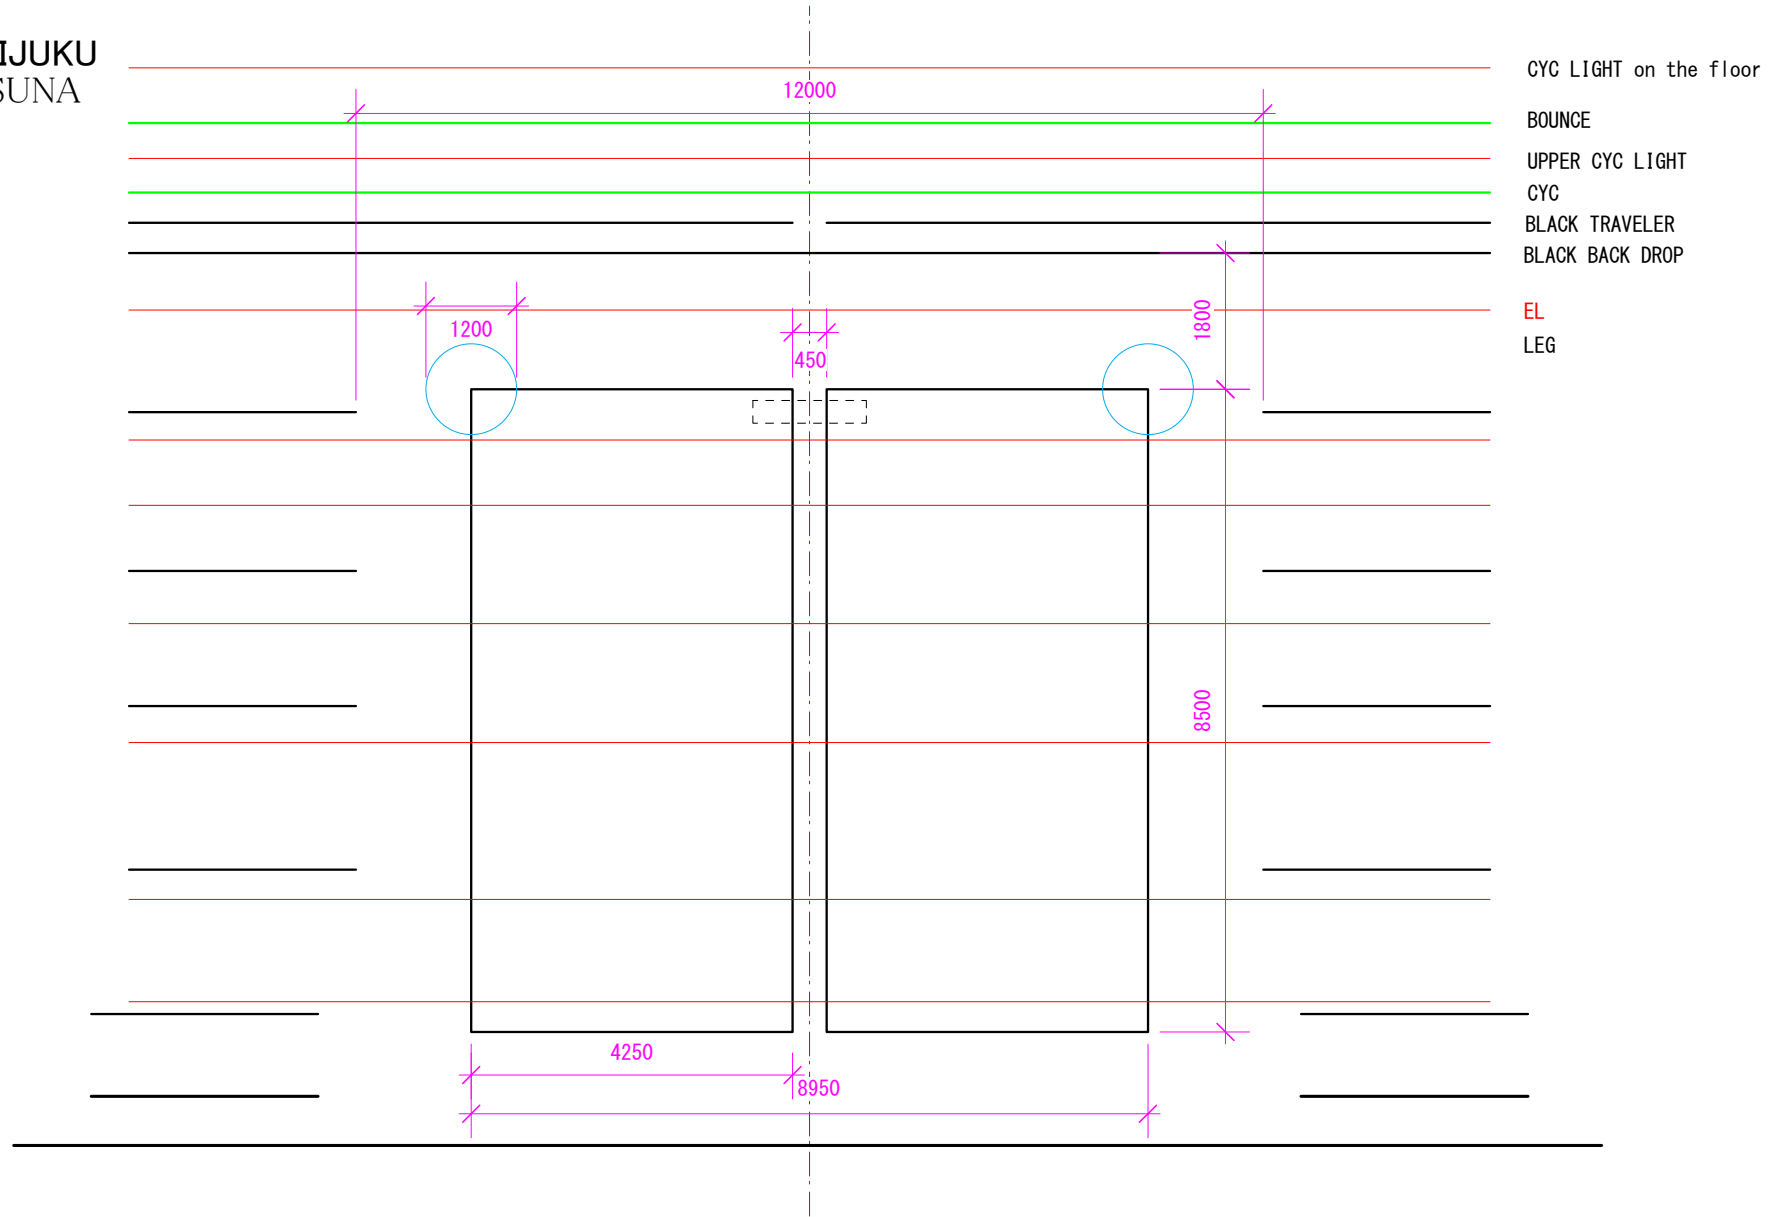 IJUKU
SUNA
CYC LIGHT on the floor
12000
BOUNCE
UPPER CYC LIGHT
CYC
BLACK TRAVELER
BLACK BACK DROP
EL
1200
1800
LEG
450
8500
4250
8950